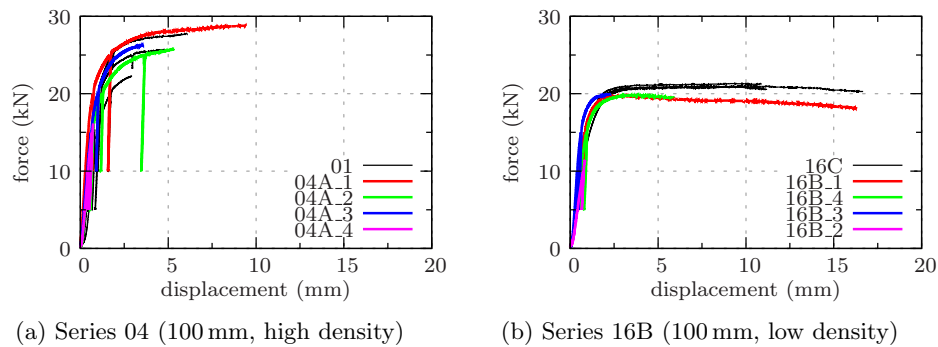 30
20
10
0
0 5 10 15 20
force (kN)
displacement (mm)
01
04A_1
04A_2
04A_3
04A_4
(a) Series 04 (100 mm, high density)
30
20
10
0
0 5 10 15 20
force (kN)
displacement (mm)
16C
16B_1
16B_4
16B_3
16B_2
(b) Series 16B (100 mm, low density)